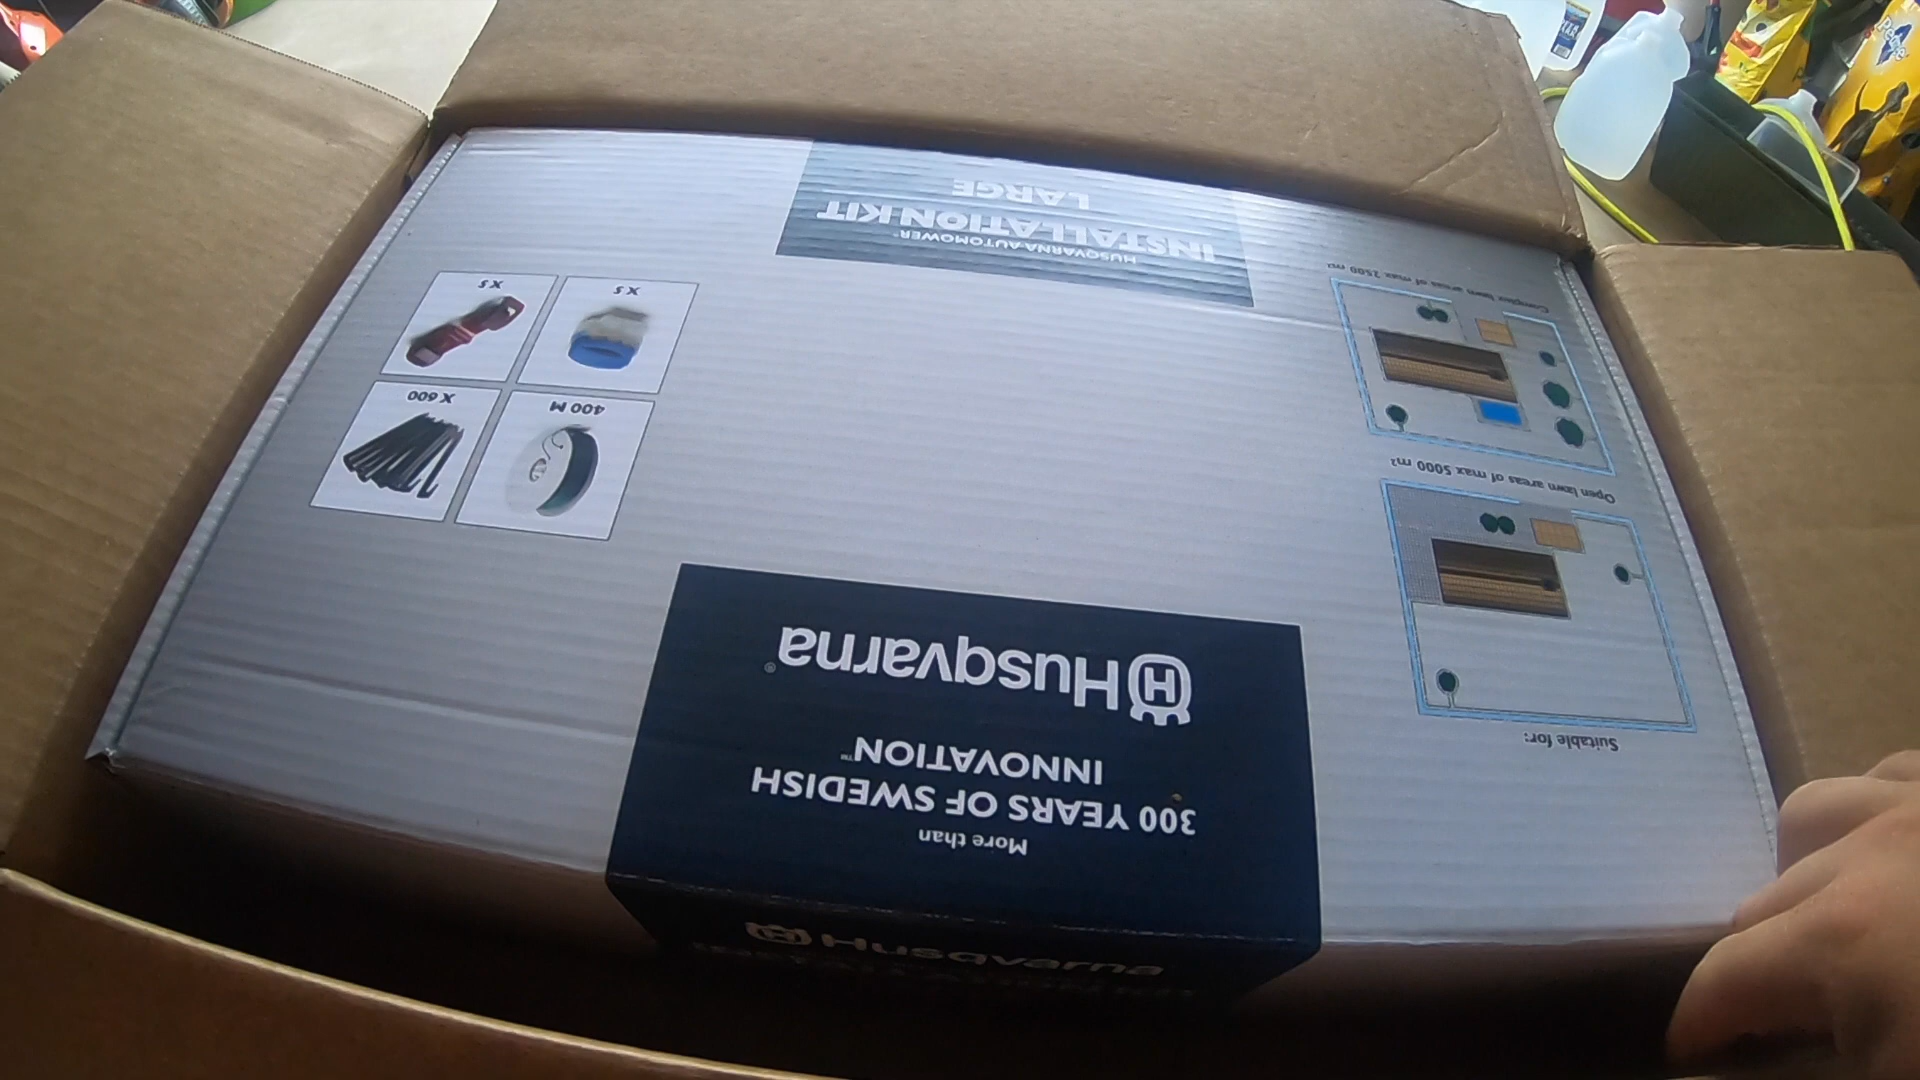 More than
300 YEARS OF SWEDISH
INNOVATION™
Husqvarna®
Suitable for:
Open lawn areas of max 5000 m²
Complex lawn areas of max 2500 m²
400 M
X 600
X 5
X 5
HUSQVARNA AUTOMOWER®
INSTALLATION KIT
LARGE
Husqvarna